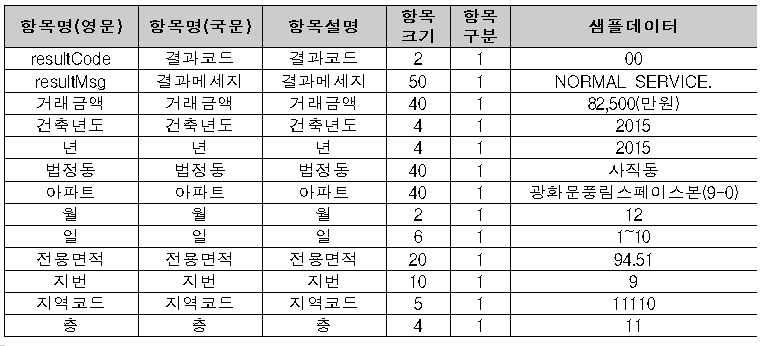 항목명(영문) 항목명(국문) 항목설명 항목 크기 항목 구분 샘플데이터
resultCode 결과코드 결과코드 2 1 00
resultMsg 결과메세지 결과메세지 50 1 NORMAL SERVICE.
거래금액 거래금액 거래금액 40 1 82,500(만원)
건축년도 건축년도 건축년도 4 1 2015
년 년 년 4 1 2015
법정동 법정동 법정동 40 1 사직동
아파트 아파트 아파트 40 1 광화문풍림스페이스본(9-0)
월 월 월 2 1 12
일 일 일 6 1 1~10
전용면적 전용면적 전용면적 20 1 94.51
지번 지번 지번 10 1 9
지역코드 지역코드 지역코드 5 1 11110
층 층 층 4 1 11